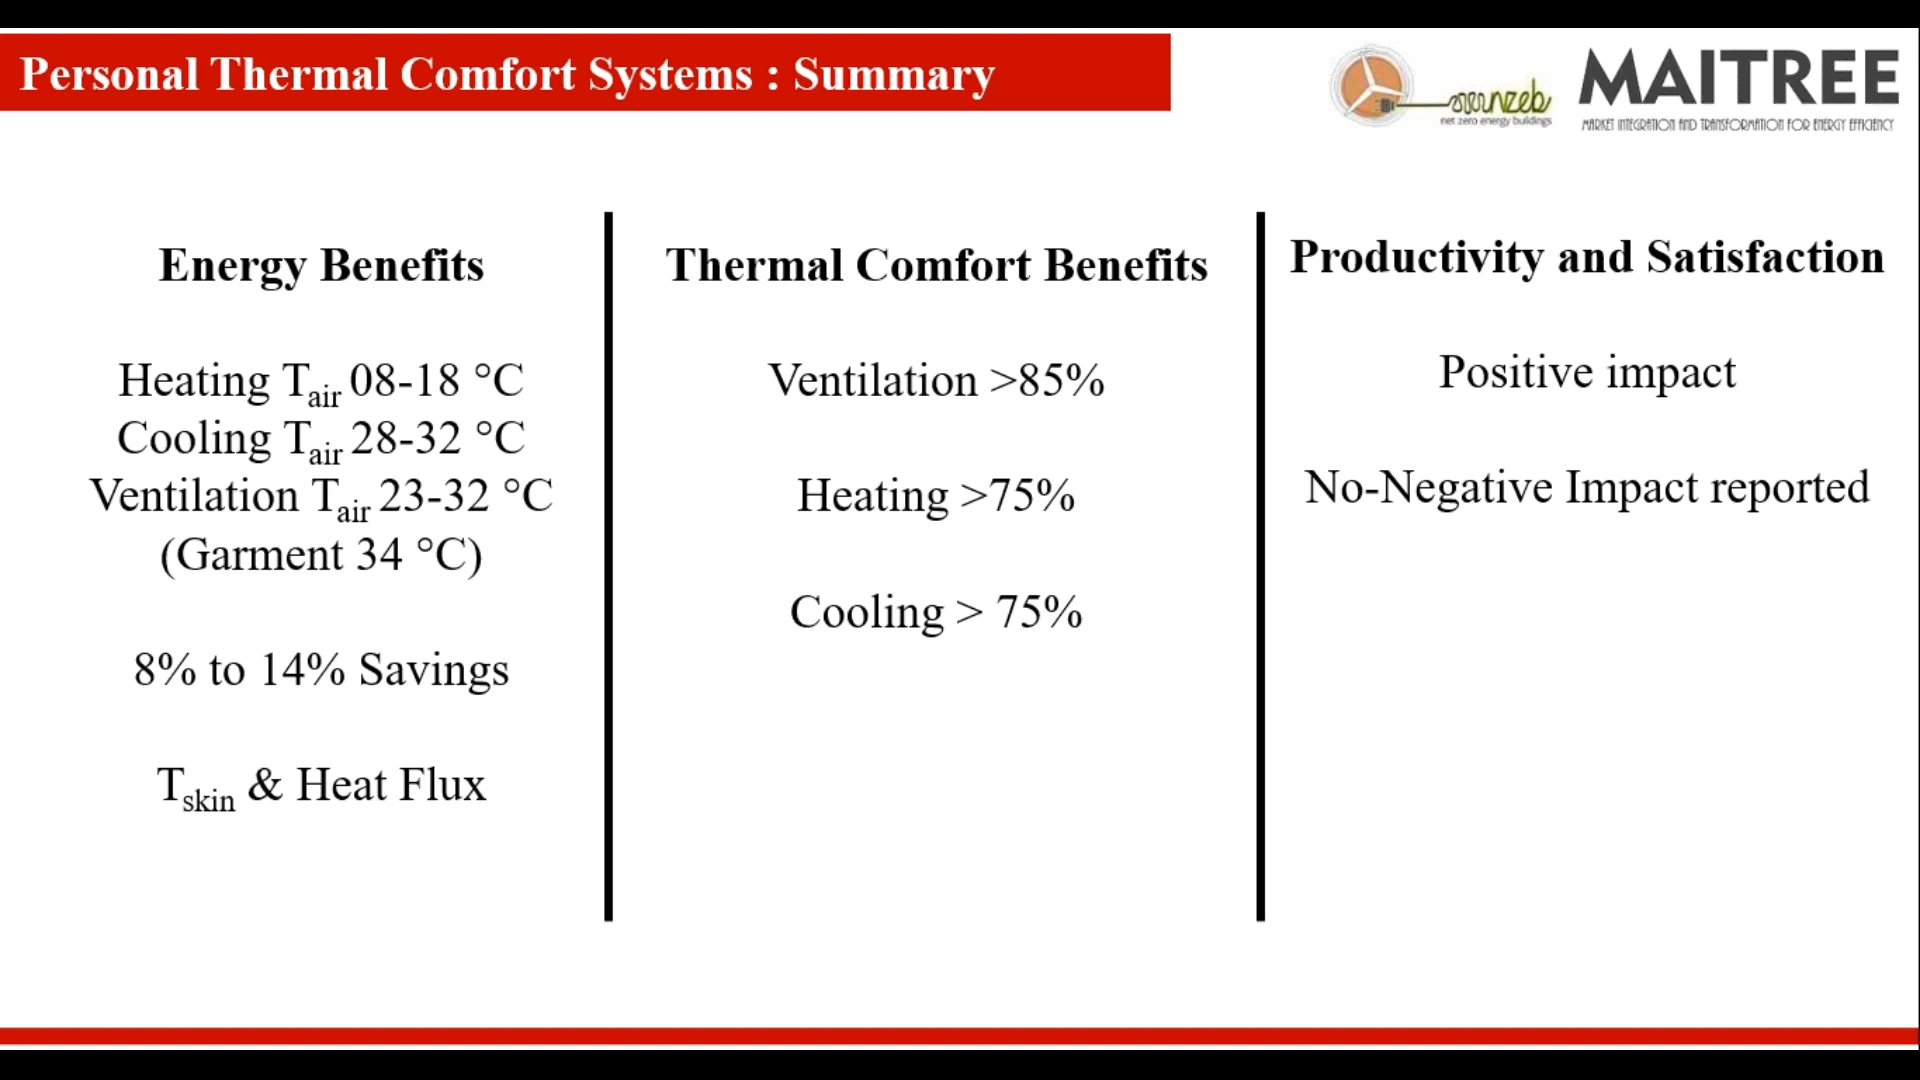 Personal Thermal Comfort Systems : Summary
nzeb
net zero energy buildings
MAITREE
MARKET INTEGRATION AND TRANSFORMATION FOR ENERGY EFFICIENCY
Energy Benefits
Heating Tair 08-18 °C
Cooling Tair 28-32 °C
Ventilation Tair 23-32 °C
(Garment 34 °C)
8% to 14% Savings
Tskin & Heat Flux
Thermal Comfort Benefits
Ventilation >85%
Heating >75%
Cooling > 75%
Productivity and Satisfaction
Positive impact
No-Negative Impact reported